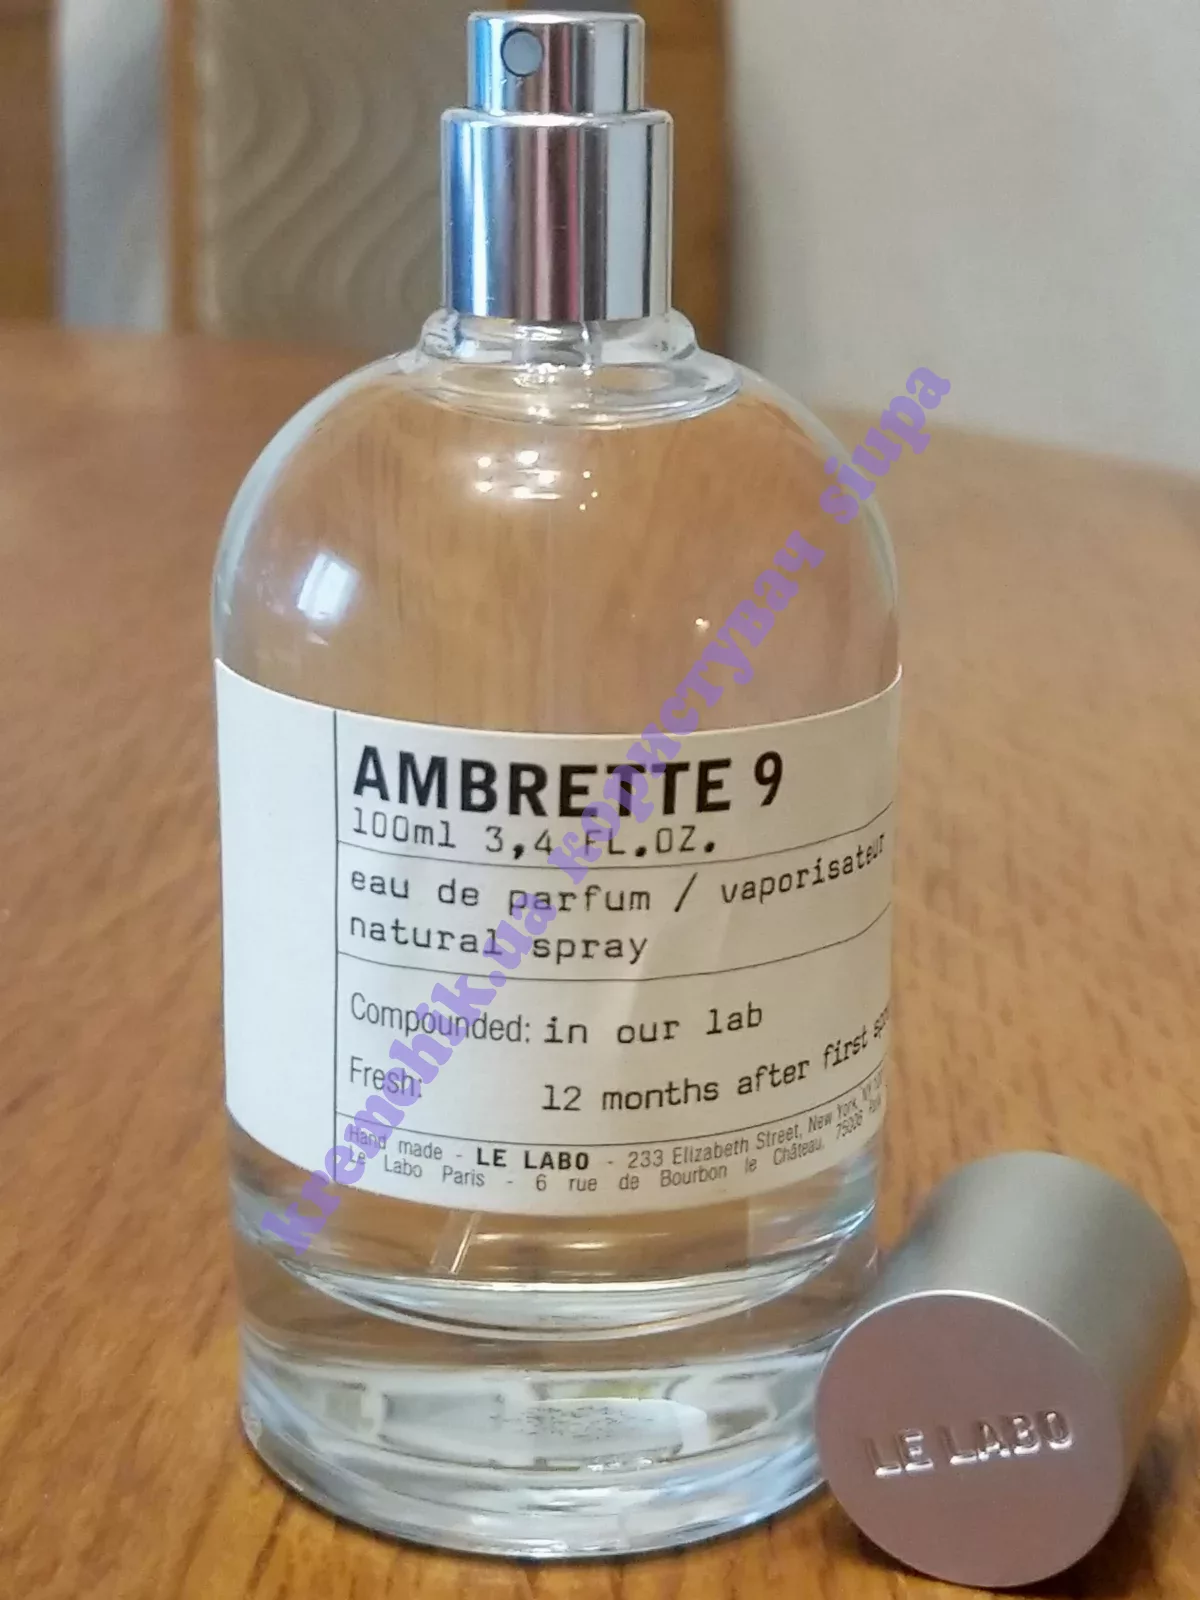 AMBRETTE 9
100ml 3,4 FL.OZ.
eau de parfum / vaporisateur
natural spray
Compounded: in our lab
Fresh: 12 months after first
Hand made - LE LABO - 233 Elizabeth Street, New York, NY
Le Labo Paris - 6 rue de Bourbon le Château, 75006
LE LABO
kremchik.ua користувач siupa